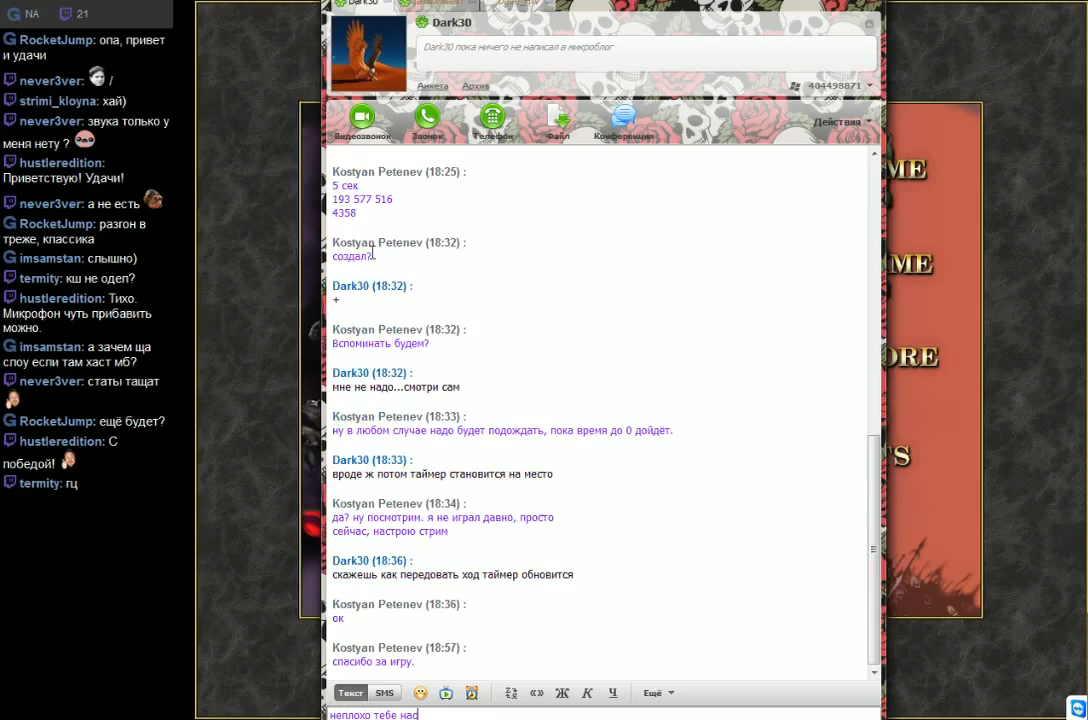 NA 21
RocketJump: опа, привет
и удачи
never3ver: /
strimi_kloyna: хай)
never3ver: звука только у
меня нету ?
hustleredition:
Приветствую! Удачи!
never3ver: а не есть
RocketJump: разгон в
треже, классика
imsamstan: слышно)
termity: кш не одел?
hustleredition: Тихо.
Микрофон чуть прибавить
можно.
imsamstan: а зачем ща
слоу если там хаст мб?
never3ver: статы тащат
RocketJump: ещё будет?
hustleredition: С
победой!
termity: гц
Dark30
Dark30
Dark30 пока ничего не написал в микроблог
Анкета Архив
404498871
Видеозвонок Звонок Телефон Файл Конференция Действия
Kostyan Petenev (18:25) :
5 сек
193 577 516
4358
Kostyan Petenev (18:32) :
создал?
Dark30 (18:32) :
+
Kostyan Petenev (18:32) :
Вспоминать будем?
Dark30 (18:32) :
мне не надо...смотри сам
Kostyan Petenev (18:33) :
ну в любом случае надо будет подождать, пока время до 0 дойдёт.
Dark30 (18:33) :
вроде ж потом таймер становится на место
Kostyan Petenev (18:34) :
да? ну посмотрим. я не играл давно, просто
сейчас, настрою стрим
Dark30 (18:36) :
скажешь как передовать ход таймер обновится
Kostyan Petenev (18:36) :
ок
Kostyan Petenev (18:57) :
спасибо за игру.
Текст SMS Ж К Ч Ещё
неплохо тебе нас
ME
ME
ORE
S